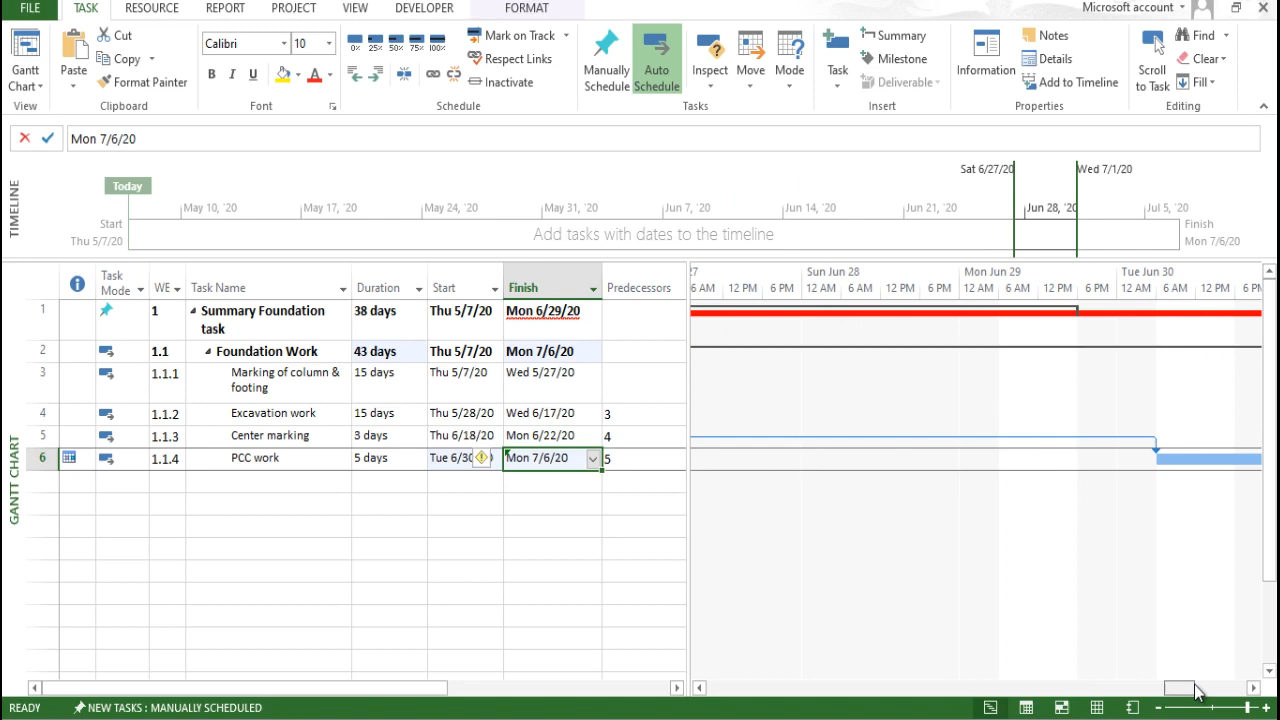 FILE TASK RESOURCE REPORT PROJECT VIEW DEVELOPER FORMAT Microsoft account
Gantt Chart
View
Paste
Cut
Copy
Format Painter
Clipboard
Calibri 10
B I U A
Font
0% 25% 50% 75% 100%
Mark on Track
Respect Links
Inactivate
Schedule
Manually Schedule
Auto Schedule
Inspect
Move
Mode
Tasks
Task
Summary
Milestone
Deliverable
Insert
Information
Notes
Details
Add to Timeline
Properties
Scroll to Task
Find
Clear
Fill
Editing
Mon 7/6/20
TIMELINE
Sat 6/27/20 Wed 7/1/20
Today
May 10, '20 May 17, '20 May 24, '20 May 31, '20 Jun 7, '20 Jun 14, '20 Jun 21, '20 Jun 28, '20 Jul 5, '20
Start
Thu 5/7/20
Add tasks with dates to the timeline
Finish
Mon 7/6/20
GANTT CHART
Task Mode WE Task Name Duration Start Finish Predecessors
27 Sun Jun 28 Mon Jun 29 Tue Jun 30
6 AM 12 PM 6 PM 12 AM 6 AM 12 PM 6 PM 12 AM 6 AM 12 PM 6 PM 12 AM 6 AM 12 PM 6 PM
1 1 Summary Foundation task 38 days Thu 5/7/20 Mon 6/29/20
2 1.1 Foundation Work 43 days Thu 5/7/20 Mon 7/6/20
3 1.1.1 Marking of column & footing 15 days Thu 5/7/20 Wed 5/27/20
4 1.1.2 Excavation work 15 days Thu 5/28/20 Wed 6/17/20 3
5 1.1.3 Center marking 3 days Thu 6/18/20 Mon 6/22/20 4
6 1.1.4 PCC work 5 days Tue 6/30 Mon 7/6/20 5
READY NEW TASKS : MANUALLY SCHEDULED